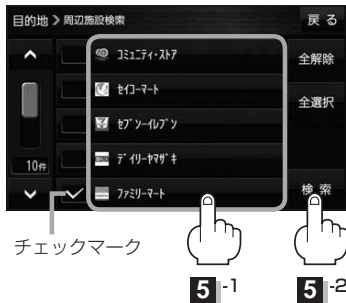 目的地 > 周辺施設検索
戻る
コミュニティ・ストア
全解除
セイコーマート
全選択
セブン-イレブン
デイリーヤマザキ
10件
ファミリーマート
検索
チェックマーク
5 -1
5 -2